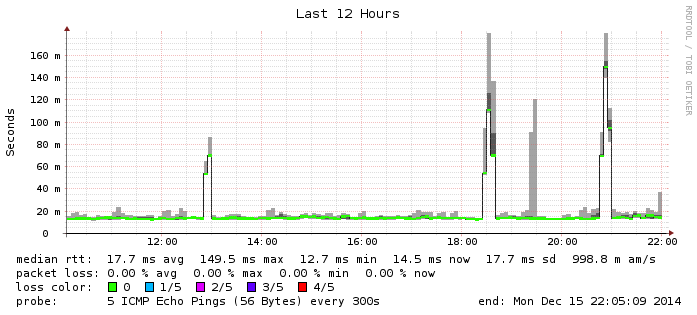 Last 12 Hours
RRDTOOL / TOBI OETIKER
Seconds
160 m
140 m
120 m
100 m
80 m
60 m
40 m
20 m
0
12:00 14:00 16:00 18:00 20:00 22:00
median rtt: 17.7 ms avg 149.5 ms max 12.7 ms min 14.5 ms now 17.7 ms sd 998.8 m am/s
packet loss: 0.00 % avg 0.00 % max 0.00 % min 0.00 % now
loss color: 0 1/5 2/5 3/5 4/5
probe: 5 ICMP Echo Pings (56 Bytes) every 300s end: Mon Dec 15 22:05:09 2014